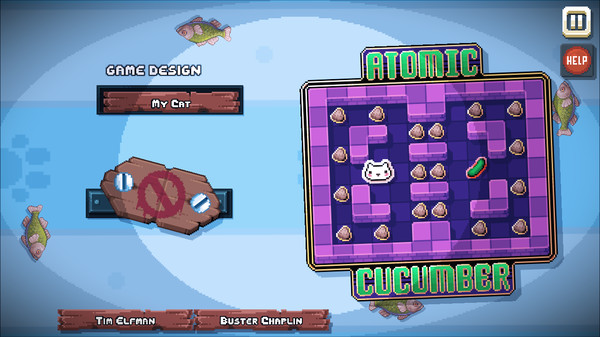 HELP
GAME DESIGN
My Cat
ATOMIC
CUCUMBER
Tim Elfman
Buster Chaplin